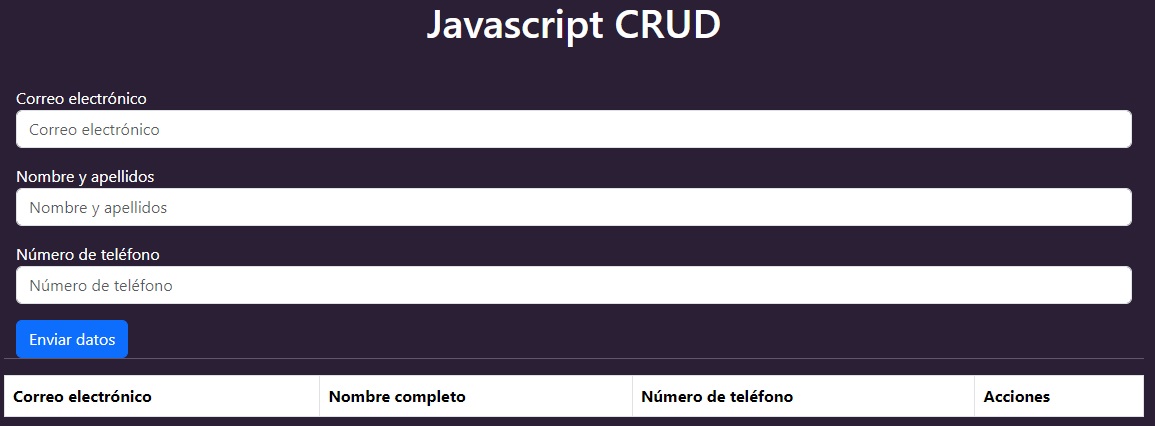 Javascript CRUD
Correo electrónico
Correo electrónico
Nombre y apellidos
Nombre y apellidos
Número de teléfono
Número de teléfono
Enviar datos
Correo electrónico Nombre completo Número de teléfono Acciones